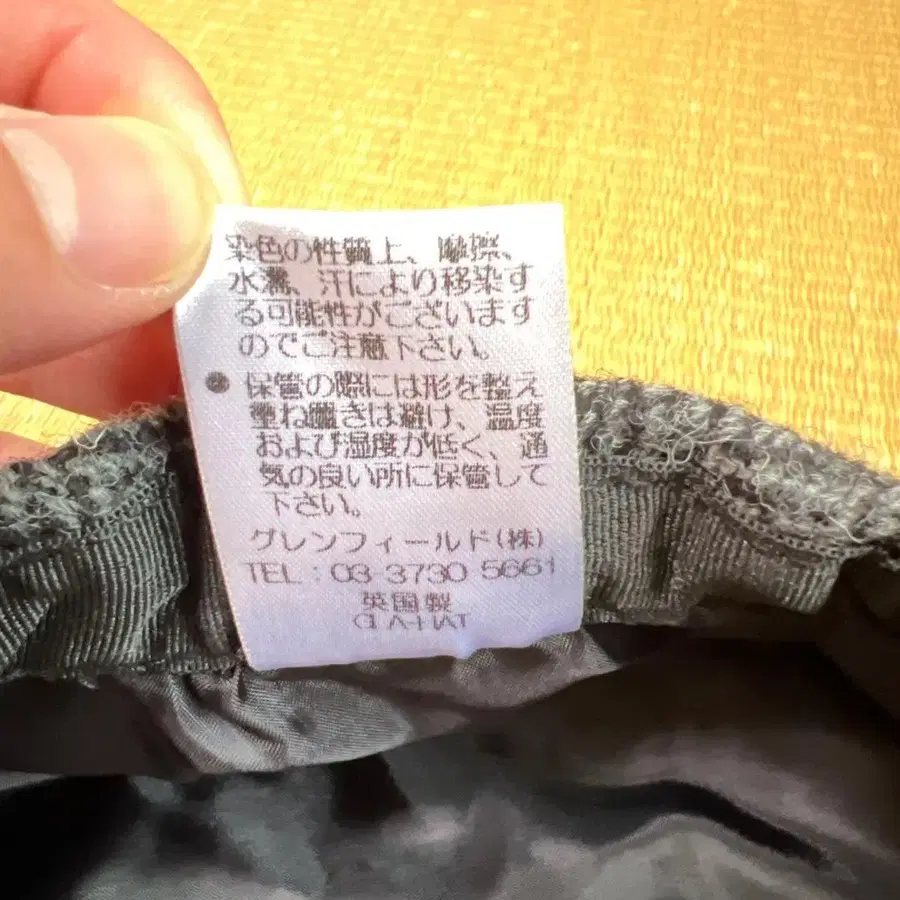 染色の性質上、摩擦、
水濡、汗により移染す
る可能性がございます
のでご注意下さい。
● 保管の際には形を整え
重ね置きは避け、温度
および湿度が低く、通
気の良い所に保管して
下さい。
グレンフィールド(株)
TEL : 03 3730 5661
英国製